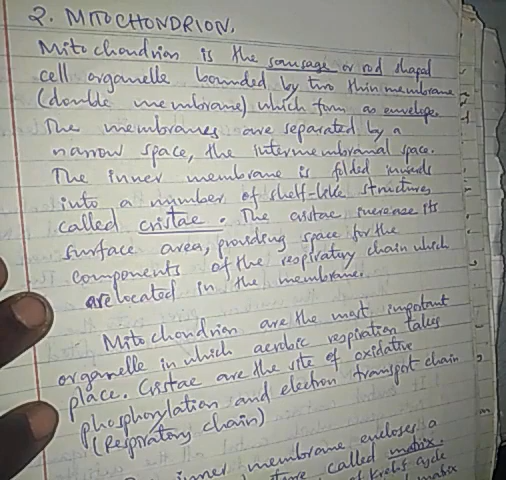 2. MITOCHONDRION.
Mitochondrion is the sausage or rod shaped
cell organelle bounded by two thin membrane
(double membrane) which form an envelope.
The membranes are separated by a
narrow space, the intermembranal space.
The inner membrane is folded inwards
into a number of shelf-like structures
called cristae. The cristae increase its
surface area, providing space for the
components of the respiratory chain which
are located in the membrane.
Mitochondrion are the most important
organelle in which aerobic respiration takes
place. Cristae are the site of oxidative
phosphorylation and electron transport chain
(Respiratory chain)
inner membrane encloses a
called matrix.
of Kreb's cycle
matrix